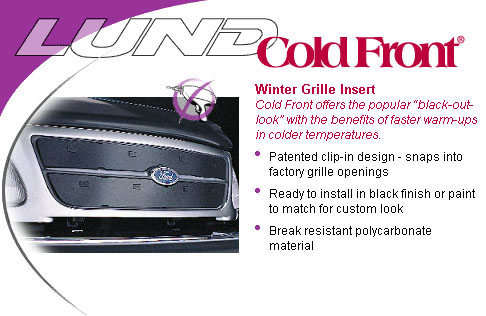 LUND
Cold Front®
Winter Grille Insert
Cold Front offers the popular "black-out-
look" with the benefits of faster warm-ups
in colder temperatures.
• Patented clip-in design - snaps into
factory grille openings
• Ready to install in black finish or paint
to match for custom look
• Break resistant polycarbonate
material
Ford